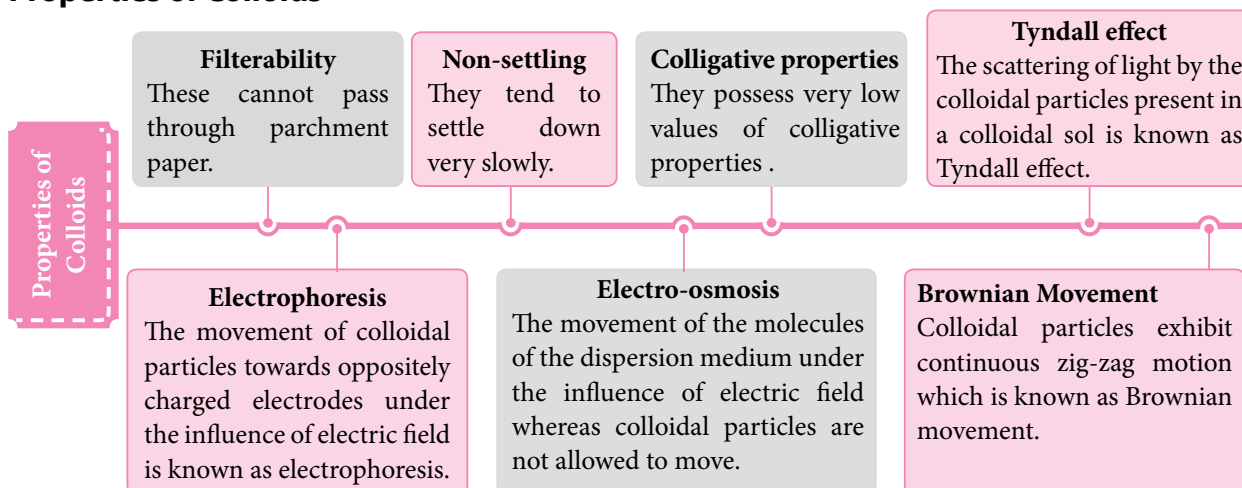 Properties of Colloids
Properties of
Colloids
Filterability
These cannot pass
through parchment
paper.
Non-settling
They tend to
settle down
very slowly.
Colligative properties
They possess very low
values of colligative
properties .
Tyndall effect
The scattering of light by the
colloidal particles present in
a colloidal sol is known as
Tyndall effect.
Electrophoresis
The movement of colloidal
particles towards oppositely
charged electrodes under
the influence of electric field
is known as electrophoresis.
Electro-osmosis
The movement of the molecules
of the dispersion medium under
the influence of electric field
whereas colloidal particles are
not allowed to move.
Brownian Movement
Colloidal particles exhibit
continuous zig-zag motion
which is known as Brownian
movement.